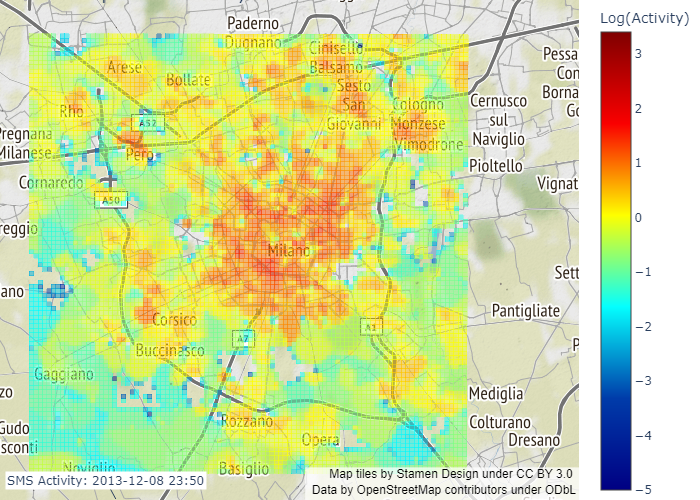 Log(Activity)
3
2
1
0
−1
−2
−3
−4
−5
Paderno
Dugnano
Cinisello
Balsamo
Arese
Bollate
Sesto
San
Giovanni
Rho
Cologno
Monzese
Vimodrone
Cernusco
sul
Naviglio
Pioltello
Pessa
Con
Borna
Go
A52
Pero
Pregnana
Milanese
Cornaredo
A50
Vignat
reggio
Milano
Sett
ano
Pantigliate
Corsico
A7
A1
P
Buccinasco
Gaggiano
zo
Mediglia
Rozzano
Colturano
Dresano
Gudo
sconti
Opera
Noviglio
Basiglio
SMS Activity: 2013-12-08 23:50
Map tiles by Stamen Design under CC BY 3.0
Data by OpenStreetMap contributors under ODbL